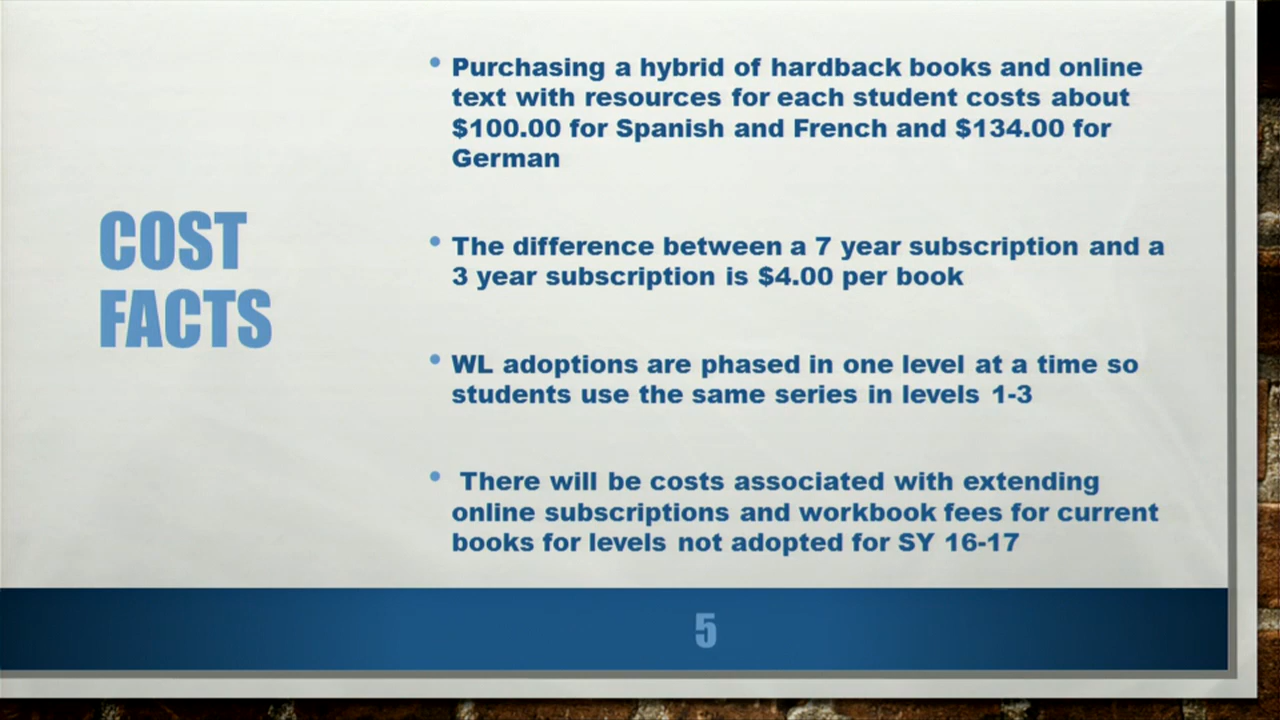 COST
FACTS
• Purchasing a hybrid of hardback books and online
text with resources for each student costs about
$100.00 for Spanish and French and $134.00 for
German
• The difference between a 7 year subscription and a
3 year subscription is $4.00 per book
• WL adoptions are phased in one level at a time so
students use the same series in levels 1-3
• There will be costs associated with extending
online subscriptions and workbook fees for current
books for levels not adopted for SY 16-17
5